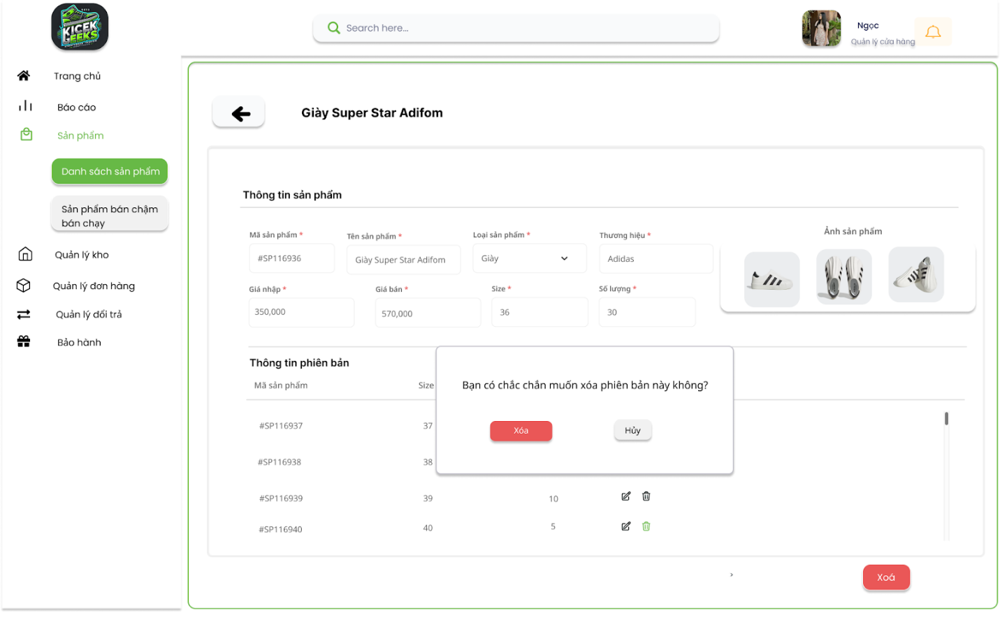 KICEK
GEEKS
Search here...
Ngọc
Quản lý cửa hàng
Trang chủ
Báo cáo
Sản phẩm
Danh sách sản phẩm
Sản phẩm bán chậm
bán chạy
Quản lý kho
Quản lý đơn hàng
Quản lý đổi trả
Bảo hành
Giày Super Star Adifom
Thông tin sản phẩm
Mã sản phẩm *
Tên sản phẩm *
Loại sản phẩm *
Thương hiệu *
Ảnh sản phẩm
#SP116936
Giày Super Star Adifom
Giày
Adidas
Giá nhập *
Giá bán *
Size *
Số lượng *
350,000
570,000
36
30
Thông tin phiên bản
Mã sản phẩm
Size
Bạn có chắc chắn muốn xóa phiên bản này không?
Xóa
Hủy
#SP116937
37
#SP116938
38
#SP116939
39
10
#SP116940
40
5
Xoá